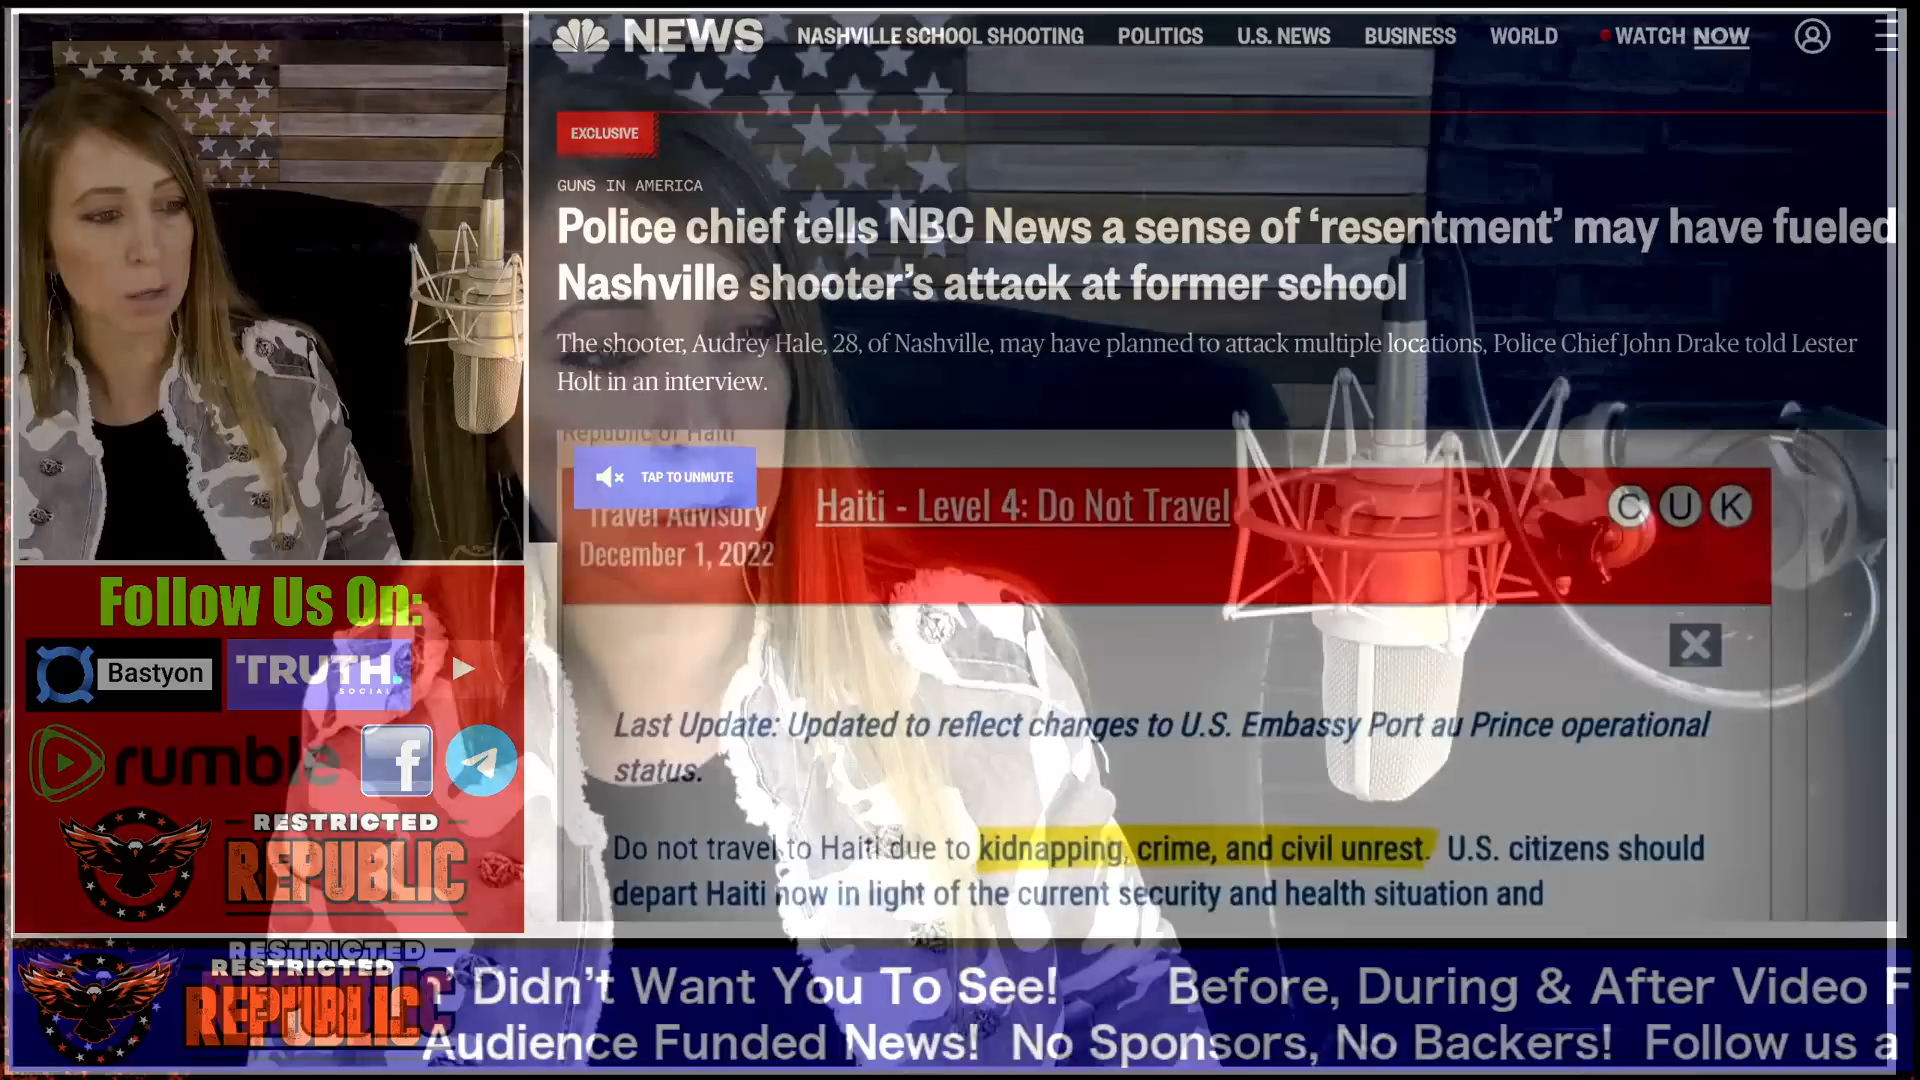 NEWS
NASHVILLE SCHOOL SHOOTING
POLITICS
U.S. NEWS
BUSINESS
WORLD
WATCH NOW
EXCLUSIVE
GUNS IN AMERICA
Police chief tells NBC News a sense of ‘resentment’ may have fueled
Nashville shooter’s attack at former school
The shooter, Audrey Hale, 28, of Nashville, may have planned to attack multiple locations, Police Chief John Drake told Lester
Holt in an interview.
Republic of Haiti
TAP TO UNMUTE
Travel Advisory
December 1, 2022
Haiti - Level 4: Do Not Travel
C U K
Last Update: Updated to reflect changes to U.S. Embassy Port au Prince operational
status.
Do not travel to Haiti due to kidnapping, crime, and civil unrest. U.S. citizens should
depart Haiti now in light of the current security and health situation and
Follow Us On:
Bastyon
TRUTH.
SOCIAL
rumble
f
RESTRICTED
REPUBLIC
RESTRICTED
RESTRICTED
REPUBLIC
Didn’t Want You To See!
Before, During & After Video F
Audience Funded News! No Sponsors, No Backers! Follow us a